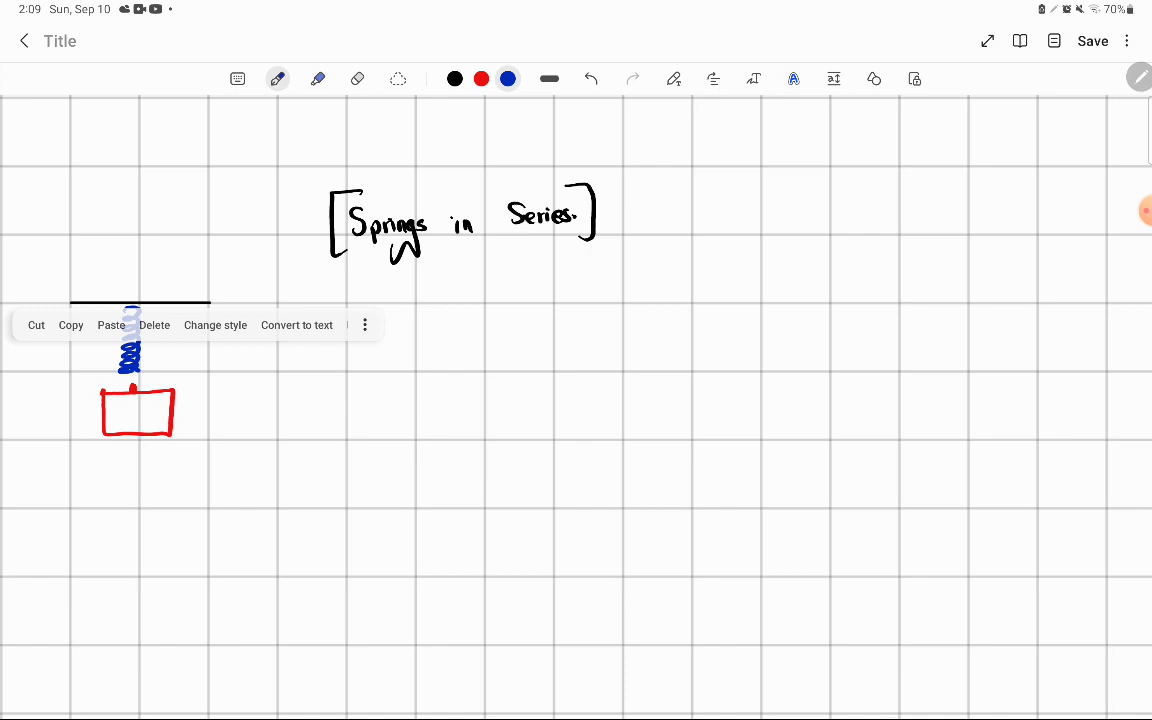 2:09 Sun, Sep 10
70%
Title
Save
[Springs in Series.]
Cut Copy Paste Delete Change style Convert to text